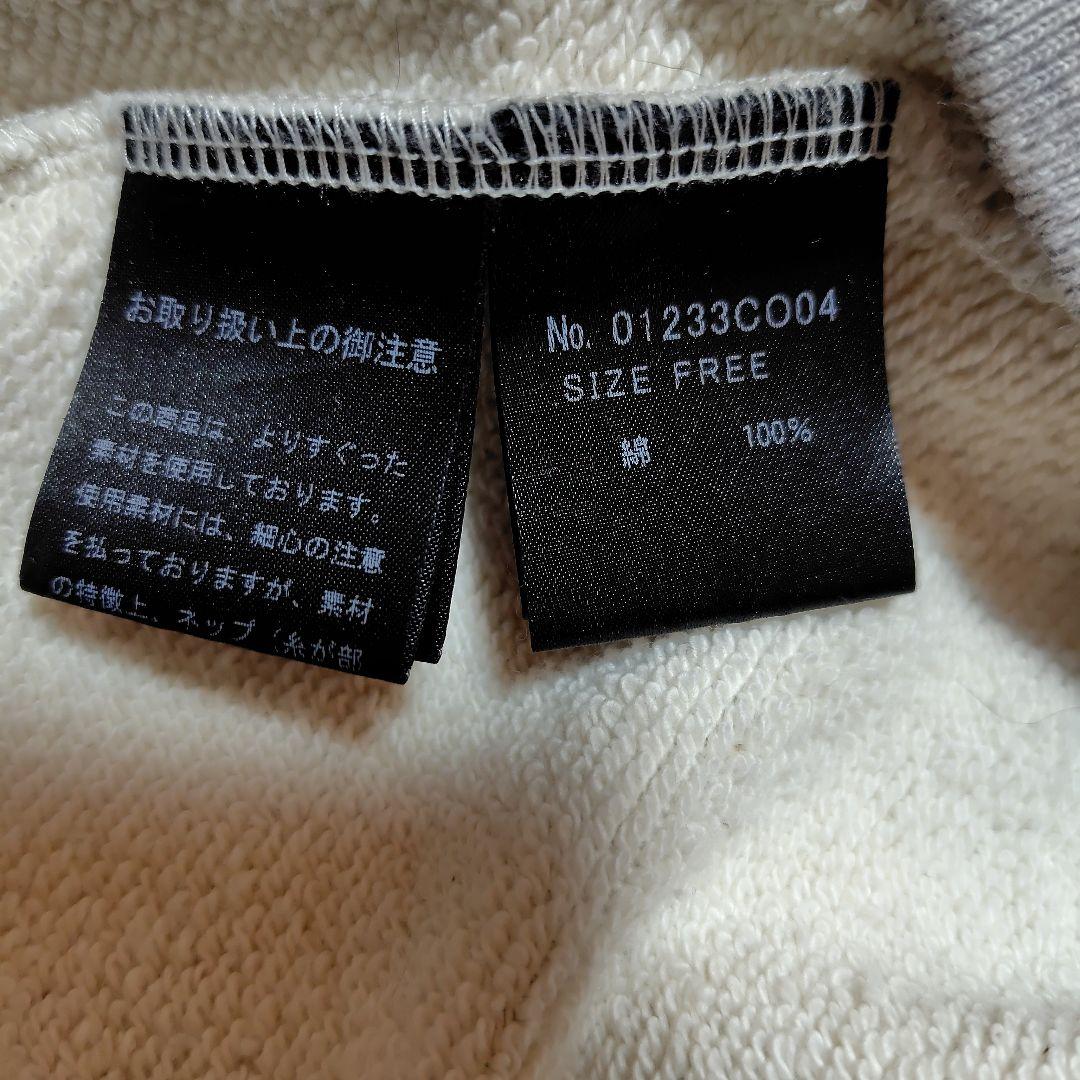 お取り扱い上の御注意
この商品は、よりすぐった
素材を使用しております。
使用素材には、細心の注意
を払っておりますが、素材
の特徴上、ネップ（糸が部
No. 01233CO04
SIZE FREE
綿 100%